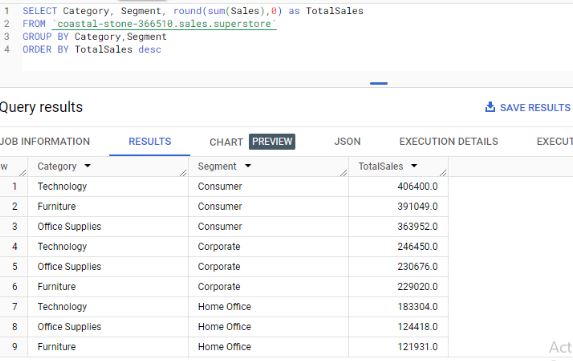 1 SELECT Category, Segment, round(sum(Sales),0) as TotalSales
2 FROM `coastal-stone-366510.sales.superstore`
3 GROUP BY Category,Segment
4 ORDER BY TotalSales desc
Query results
SAVE RESULTS
JOB INFORMATION RESULTS CHART PREVIEW JSON EXECUTION DETAILS EXECUT
w Category Segment TotalSales
1 Technology Consumer 406400.0
2 Furniture Consumer 391049.0
3 Office Supplies Consumer 363952.0
4 Technology Corporate 246450.0
5 Office Supplies Corporate 230676.0
6 Furniture Corporate 229020.0
7 Technology Home Office 183304.0
8 Office Supplies Home Office 124418.0
9 Furniture Home Office 121931.0
Act